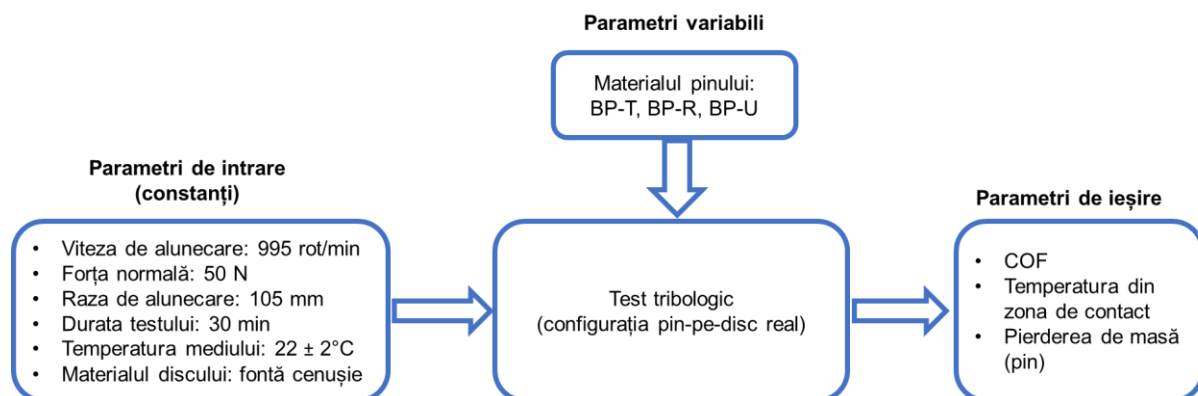 Parametri variabili
Materialul pinului:
BP-T, BP-R, BP-U
Parametri de intrare
(constanți)
• Viteza de alunecare: 995 rot/min
• Forța normală: 50 N
• Raza de alunecare: 105 mm
• Durata testului: 30 min
• Temperatura mediului: 22 ± 2°C
• Materialul discului: fontă cenușie
Test tribologic
(configurația pin-pe-disc real)
Parametri de ieșire
• COF
• Temperatura din
zona de contact
• Pierderea de masă
(pin)